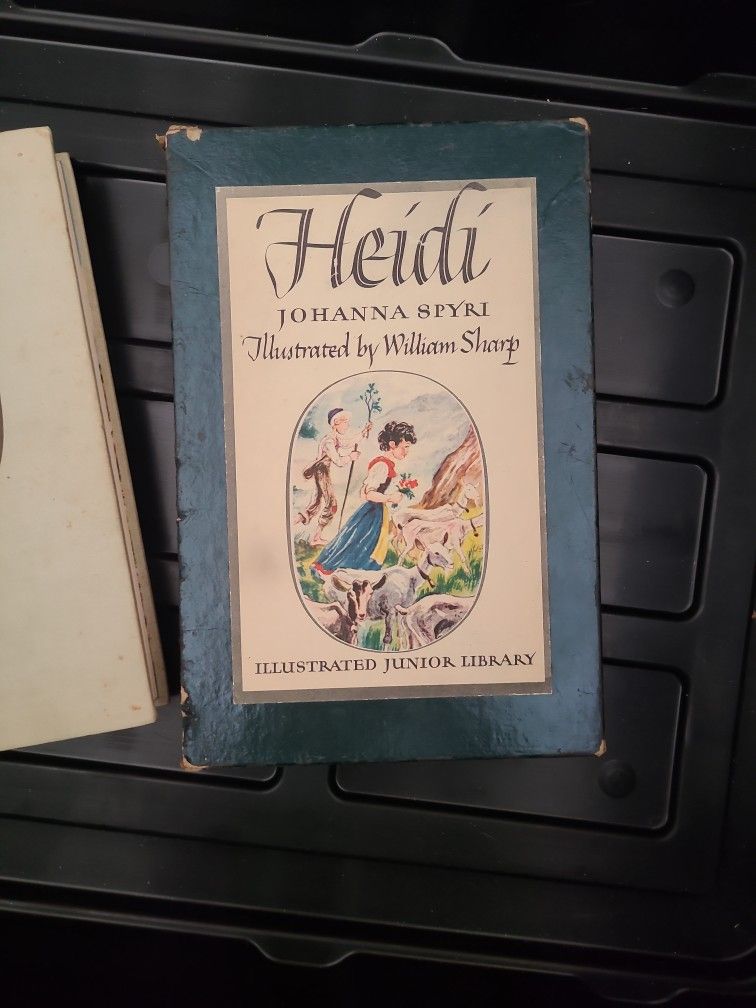 Heidi
JOHANNA SPYRI
Illustrated by William Sharp
ILLUSTRATED JUNIOR LIBRARY